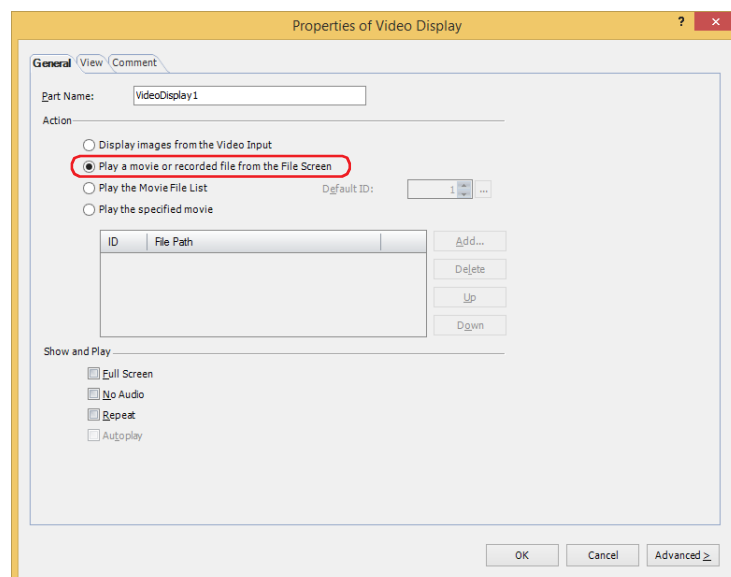 Properties of Video Display
? ×
General View Comment
Part Name: VideoDisplay1
Action
Display images from the Video Input
Play a movie or recorded file from the File Screen
Play the Movie File List Default ID: 1 ...
Play the specified movie
ID File Path
Add...
Delete
Up
Down
Show and Play
Full Screen
No Audio
Repeat
Autoplay
OK Cancel Advanced >